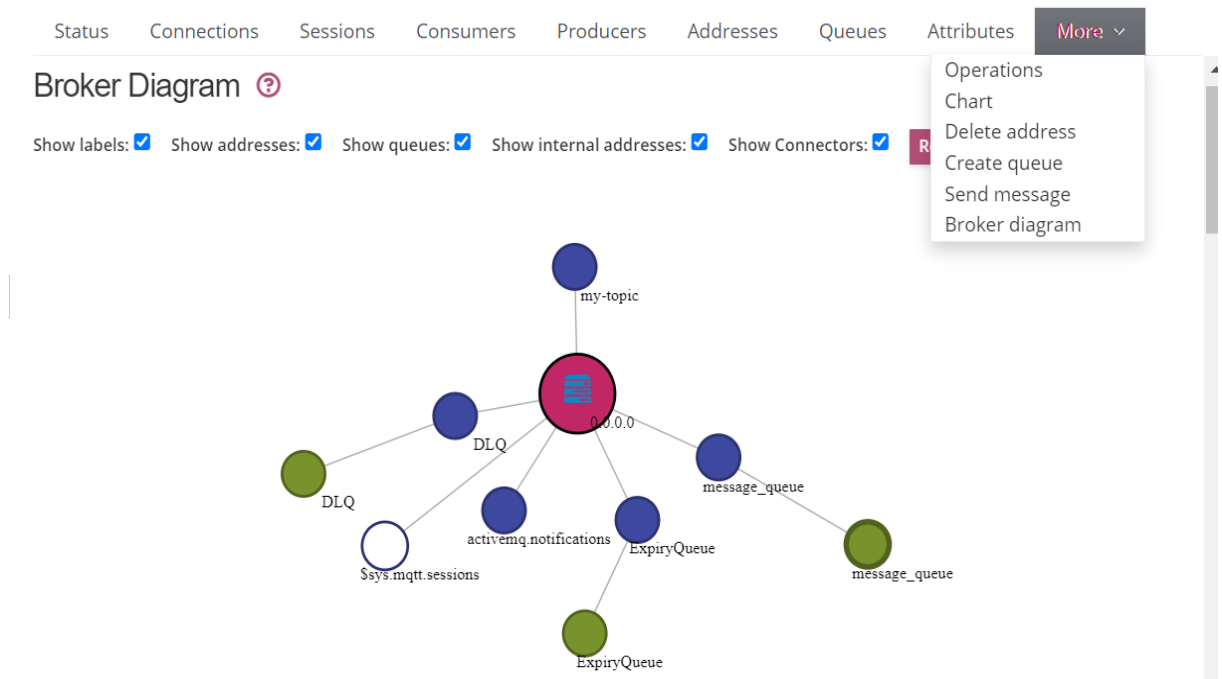 Status Connections Sessions Consumers Producers Addresses Queues Attributes More
Operations
Chart
Delete address
Create queue
Send message
Broker diagram
Broker Diagram ?
Show labels: Show addresses: Show queues: Show internal addresses: Show Connectors:
my-topic
0.0.0.0
DLQ
message_queue
DLQ
activemq.notifications
ExpiryQueue
$sys.mqtt.sessions
message_queue
ExpiryQueue